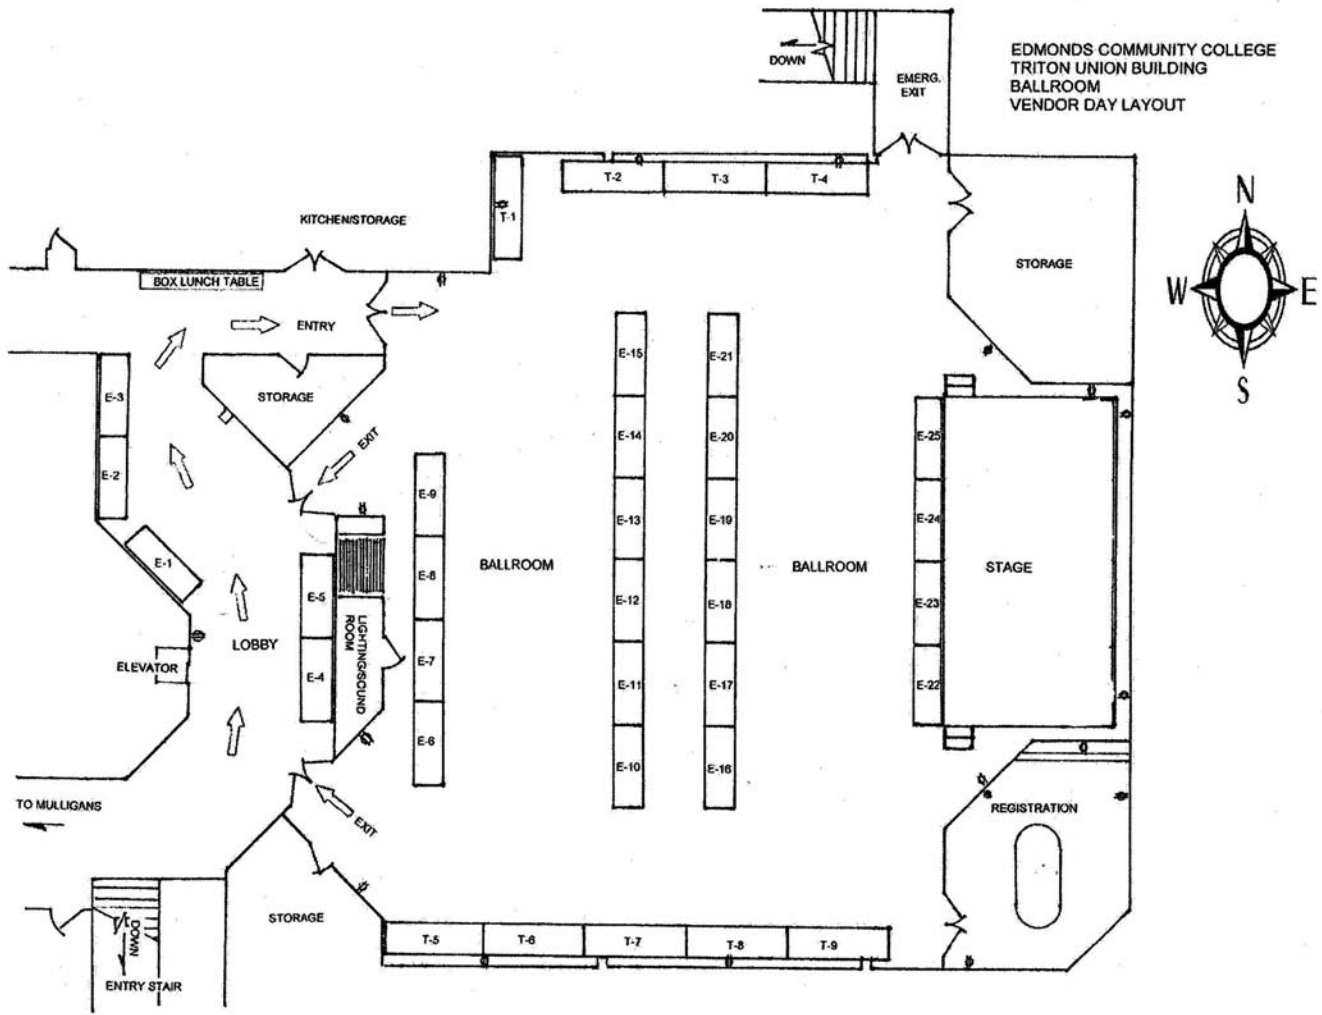 EDMONDS COMMUNITY COLLEGE
TRITON UNION BUILDING
BALLROOM
VENDOR DAY LAYOUT
DOWN
EMERG.
EXIT
N
W
E
S
T-1
T-2
T-3
T-4
KITCHEN/STORAGE
STORAGE
BOX LUNCH TABLE
ENTRY
E-3
E-2
STORAGE
EXIT
E-15
E-14
E-13
E-12
E-11
E-10
E-21
E-20
E-19
E-18
E-17
E-16
E-25
E-24
E-23
E-22
E-9
E-8
E-7
E-6
BALLROOM
BALLROOM
STAGE
E-1
E-5
E-4
LIGHTING/SOUND
ROOM
LOBBY
ELEVATOR
TO MULLIGANS
EXIT
REGISTRATION
STORAGE
T-5
T-6
T-7
T-8
T-9
DOWN
ENTRY STAIR